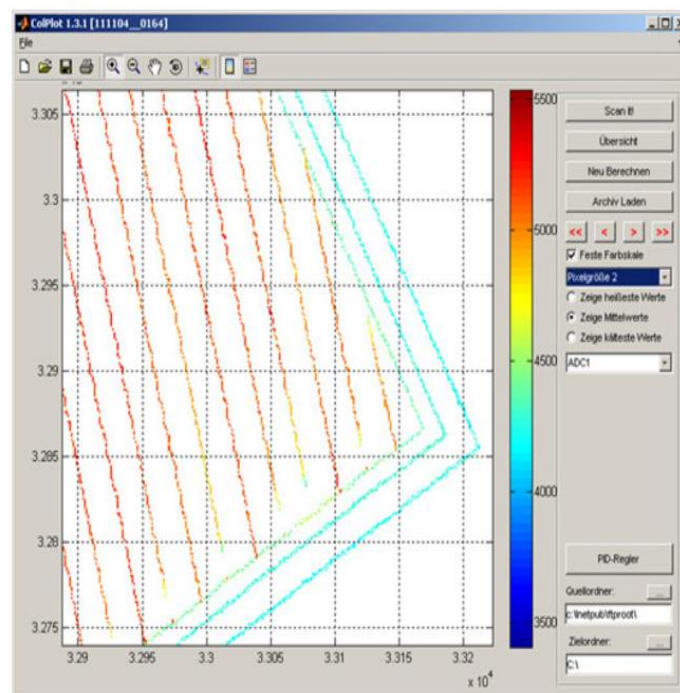 ColPlot 1.3.1 [111104__0164]
File
3.305
3.3
3.295
3.29
3.285
3.28
3.275
3.29
3.295
3.3
3.305
3.31
3.315
3.32
x 10⁴
5500
5000
4500
4000
3500
Scan it!
Übersicht
Neu Berechnen
Archiv Laden
<< < > >>
Feste Farbskale
Pixelgröße 2
Zeige heißeste Werte
Zeige Mittelwerte
Zeige kälteste Werte
ADC1
PID-Regler
Quellordner: ...
c:\Inetpub\ftproot\
Zielordner: ...
C:\